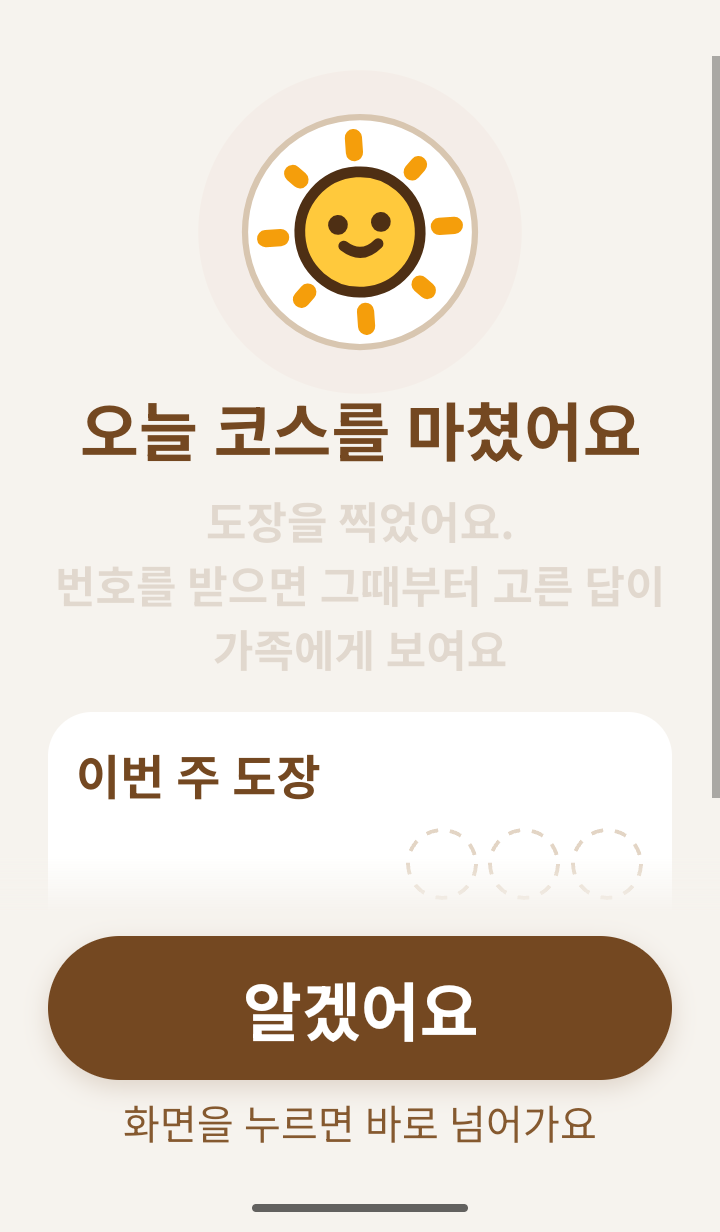 오늘 코스를 마쳤어요
도장을 찍었어요.
번호를 받으면 그때부터 고른 답이
가족에게 보여요
이번 주 도장
알겠어요
화면을 누르면 바로 넘어가요